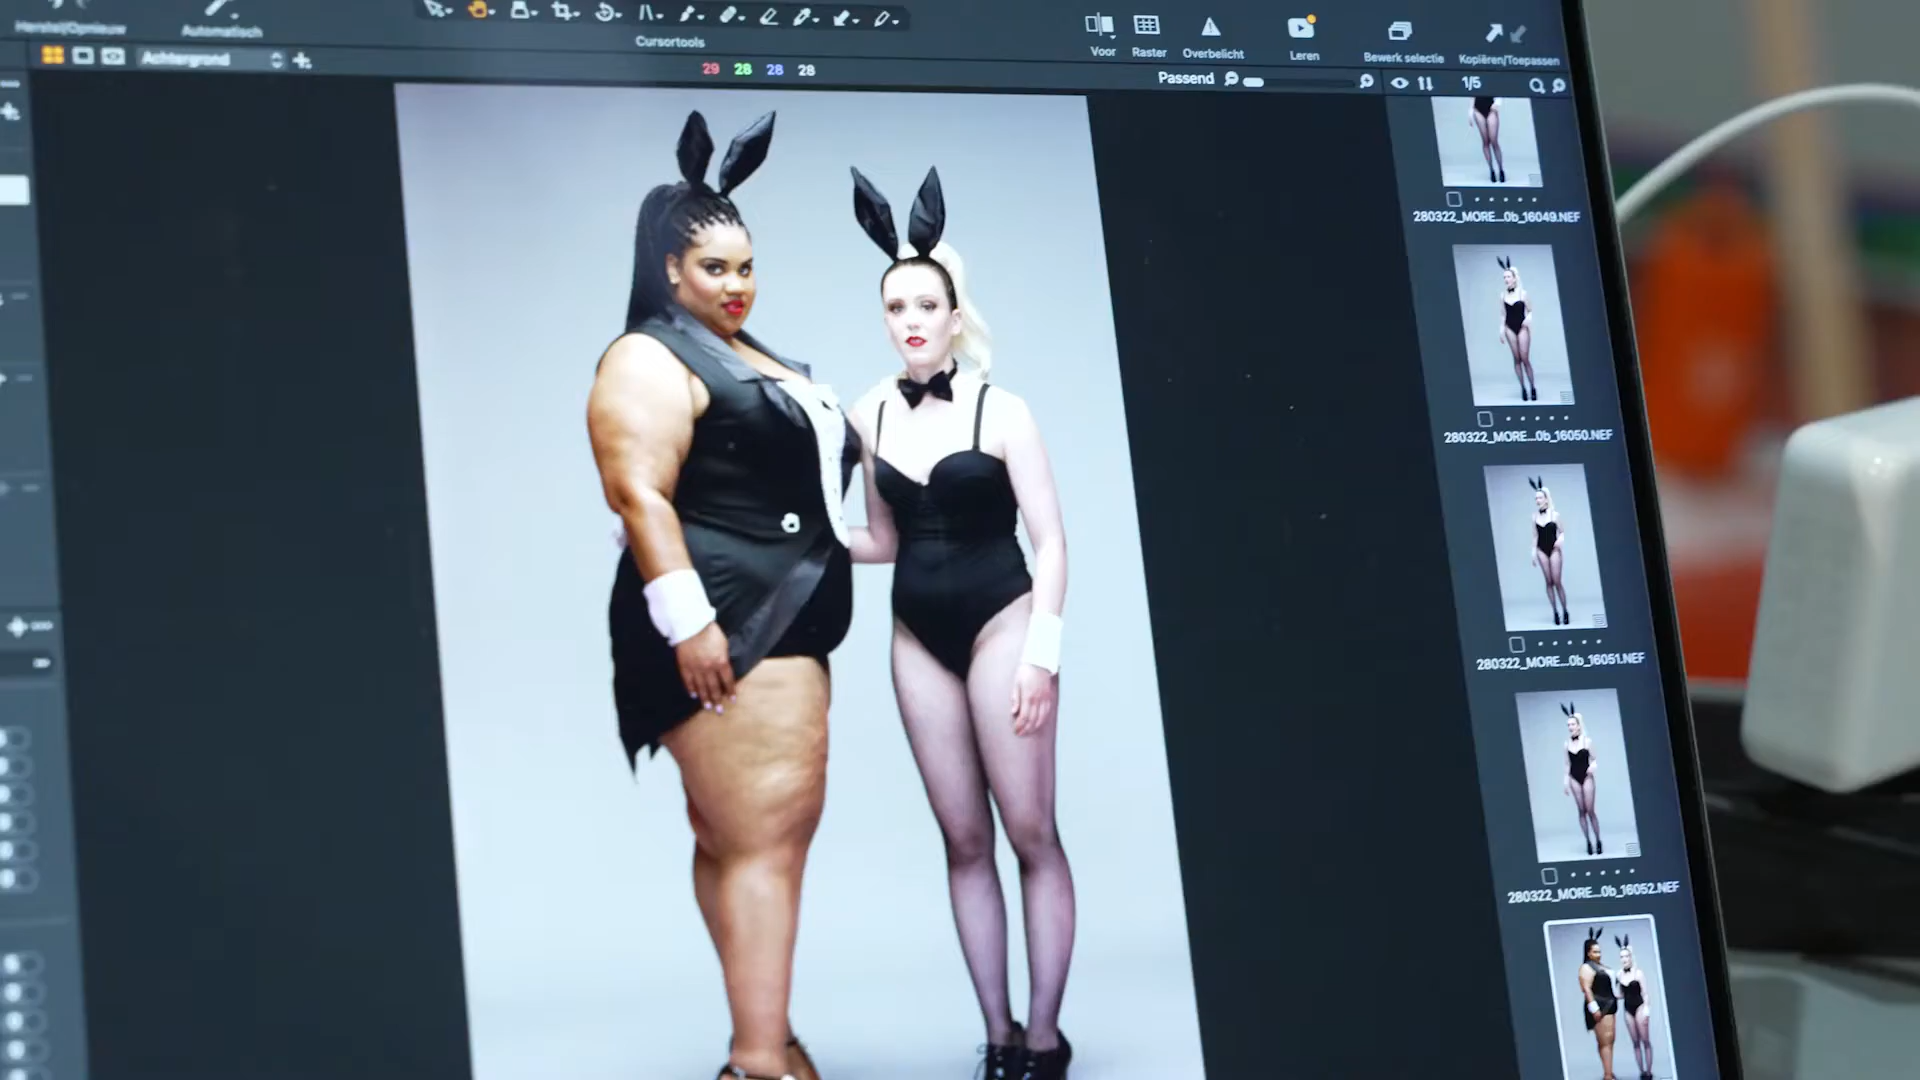 Herstel/Opnieuw
Automatisch
Cursortools
Voor
Raster
Overbelicht
Leren
Bewerk selectie
Kopiëren/Toepassen
Achtergrond
29 28 28 28
Passend
1/5
280322_MORE...0b_16049.NEF
280322_MORE...0b_16050.NEF
280322_MORE...0b_16051.NEF
280322_MORE...0b_16052.NEF